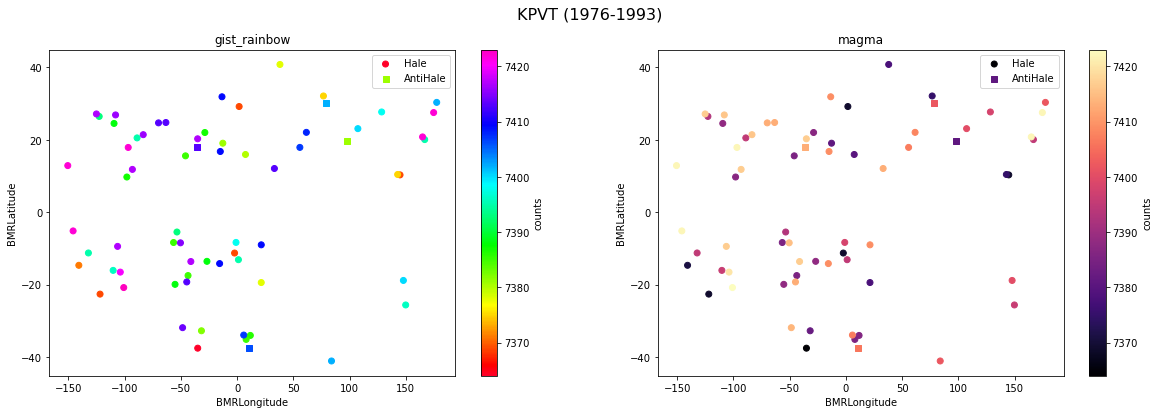 KPVT (1976-1993)
gist_rainbow
Hale
AntiHale
40
20
0
−20
−40
BMRLatitude
−150
−100
−50
0
50
100
150
BMRLongitude
7420
7410
7400
7390
7380
7370
counts
magma
Hale
AntiHale
40
20
0
−20
−40
BMRLatitude
−150
−100
−50
0
50
100
150
BMRLongitude
7420
7410
7400
7390
7380
7370
counts